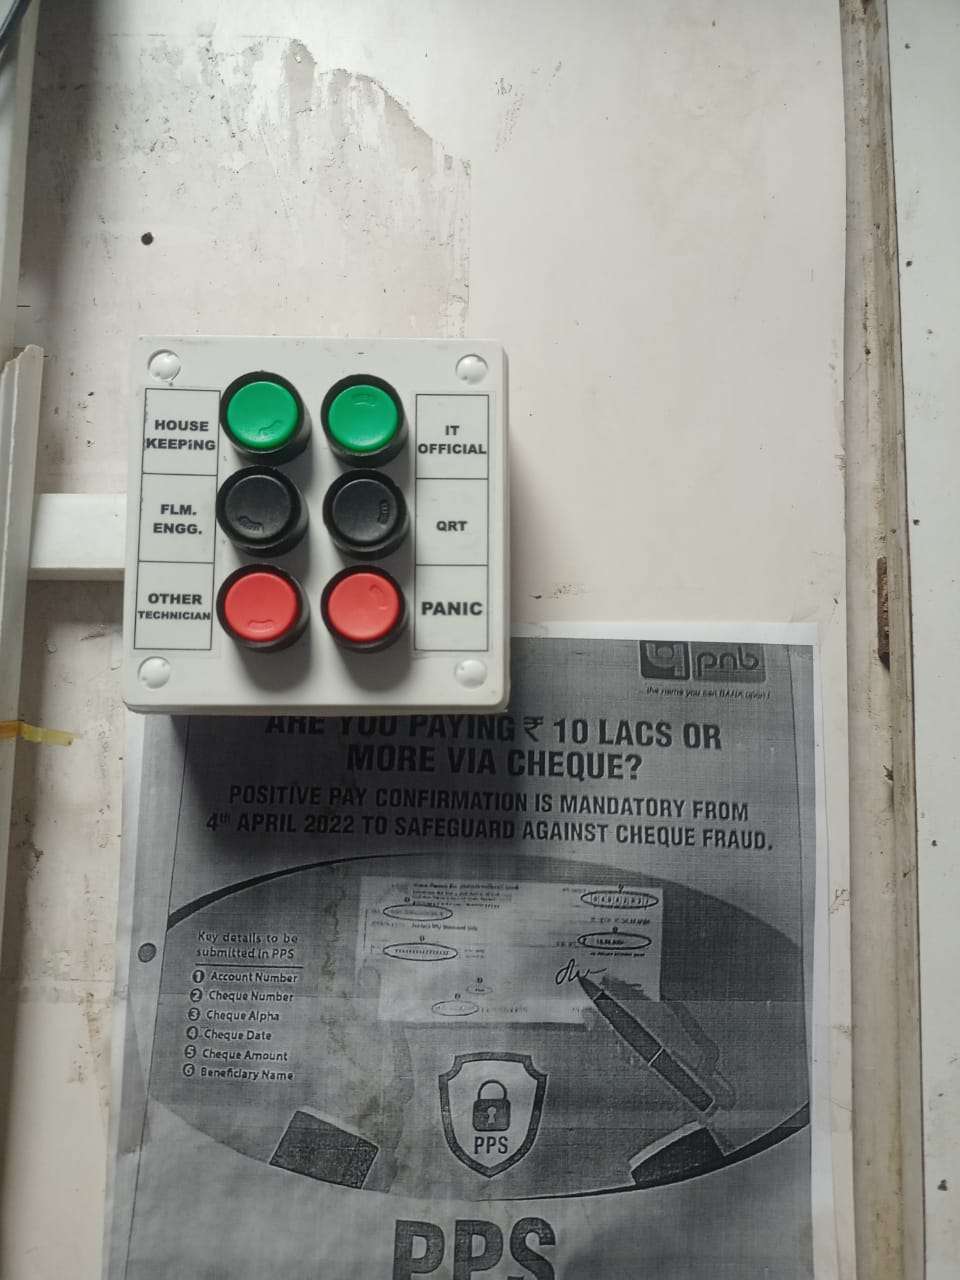 HOUSE
KEEPiNG
IT
OFFICIAL
FLM.
ENGG.
QRT
OTHER
TECHNICIAN
PANIC
pnb
...the name you can BANK upon!
ARE YOU PAYING ₹ 10 LACS OR
MORE VIA CHEQUE?
POSITIVE PAY CONFIRMATION IS MANDATORY FROM
4th APRIL 2022 TO SAFEGUARD AGAINST CHEQUE FRAUD.
Key details to be
submitted in PPS
1 Account Number
2 Cheque Number
3 Cheque Alpha
4 Cheque Date
5 Cheque Amount
6 Beneficiary Name
PPS
PPS